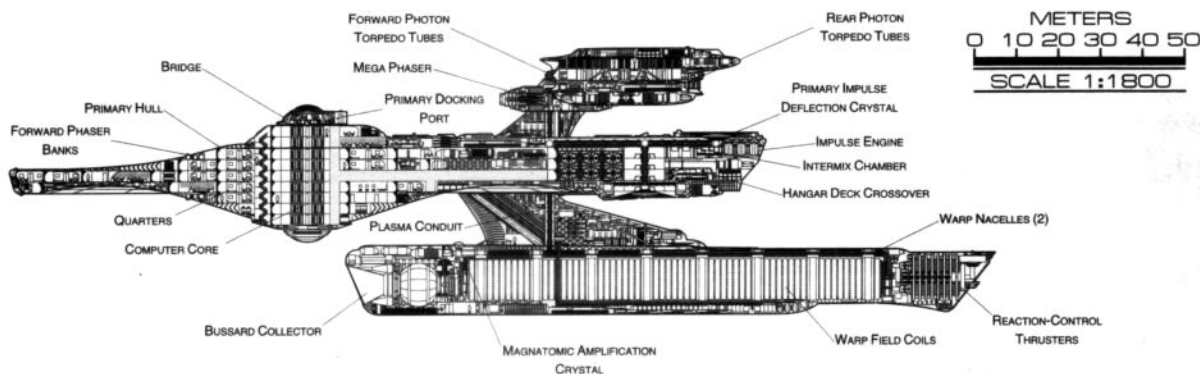 FORWARD PHOTON
TORPEDO TUBES
REAR PHOTON
TORPEDO TUBES
METERS
0 10 20 30 40 50
SCALE 1:1800
MEGA PHASER
BRIDGE
PRIMARY DOCKING
PORT
PRIMARY IMPULSE
DEFLECTION CRYSTAL
PRIMARY HULL
FORWARD PHASER
BANKS
IMPULSE ENGINE
INTERMIX CHAMBER
HANGAR DECK CROSSOVER
QUARTERS
COMPUTER CORE
PLASMA CONDUIT
WARP NACELLES (2)
BUSSARD COLLECTOR
MAGNATOMIC AMPLIFICATION
CRYSTAL
WARP FIELD COILS
REACTION-CONTROL
THRUSTERS